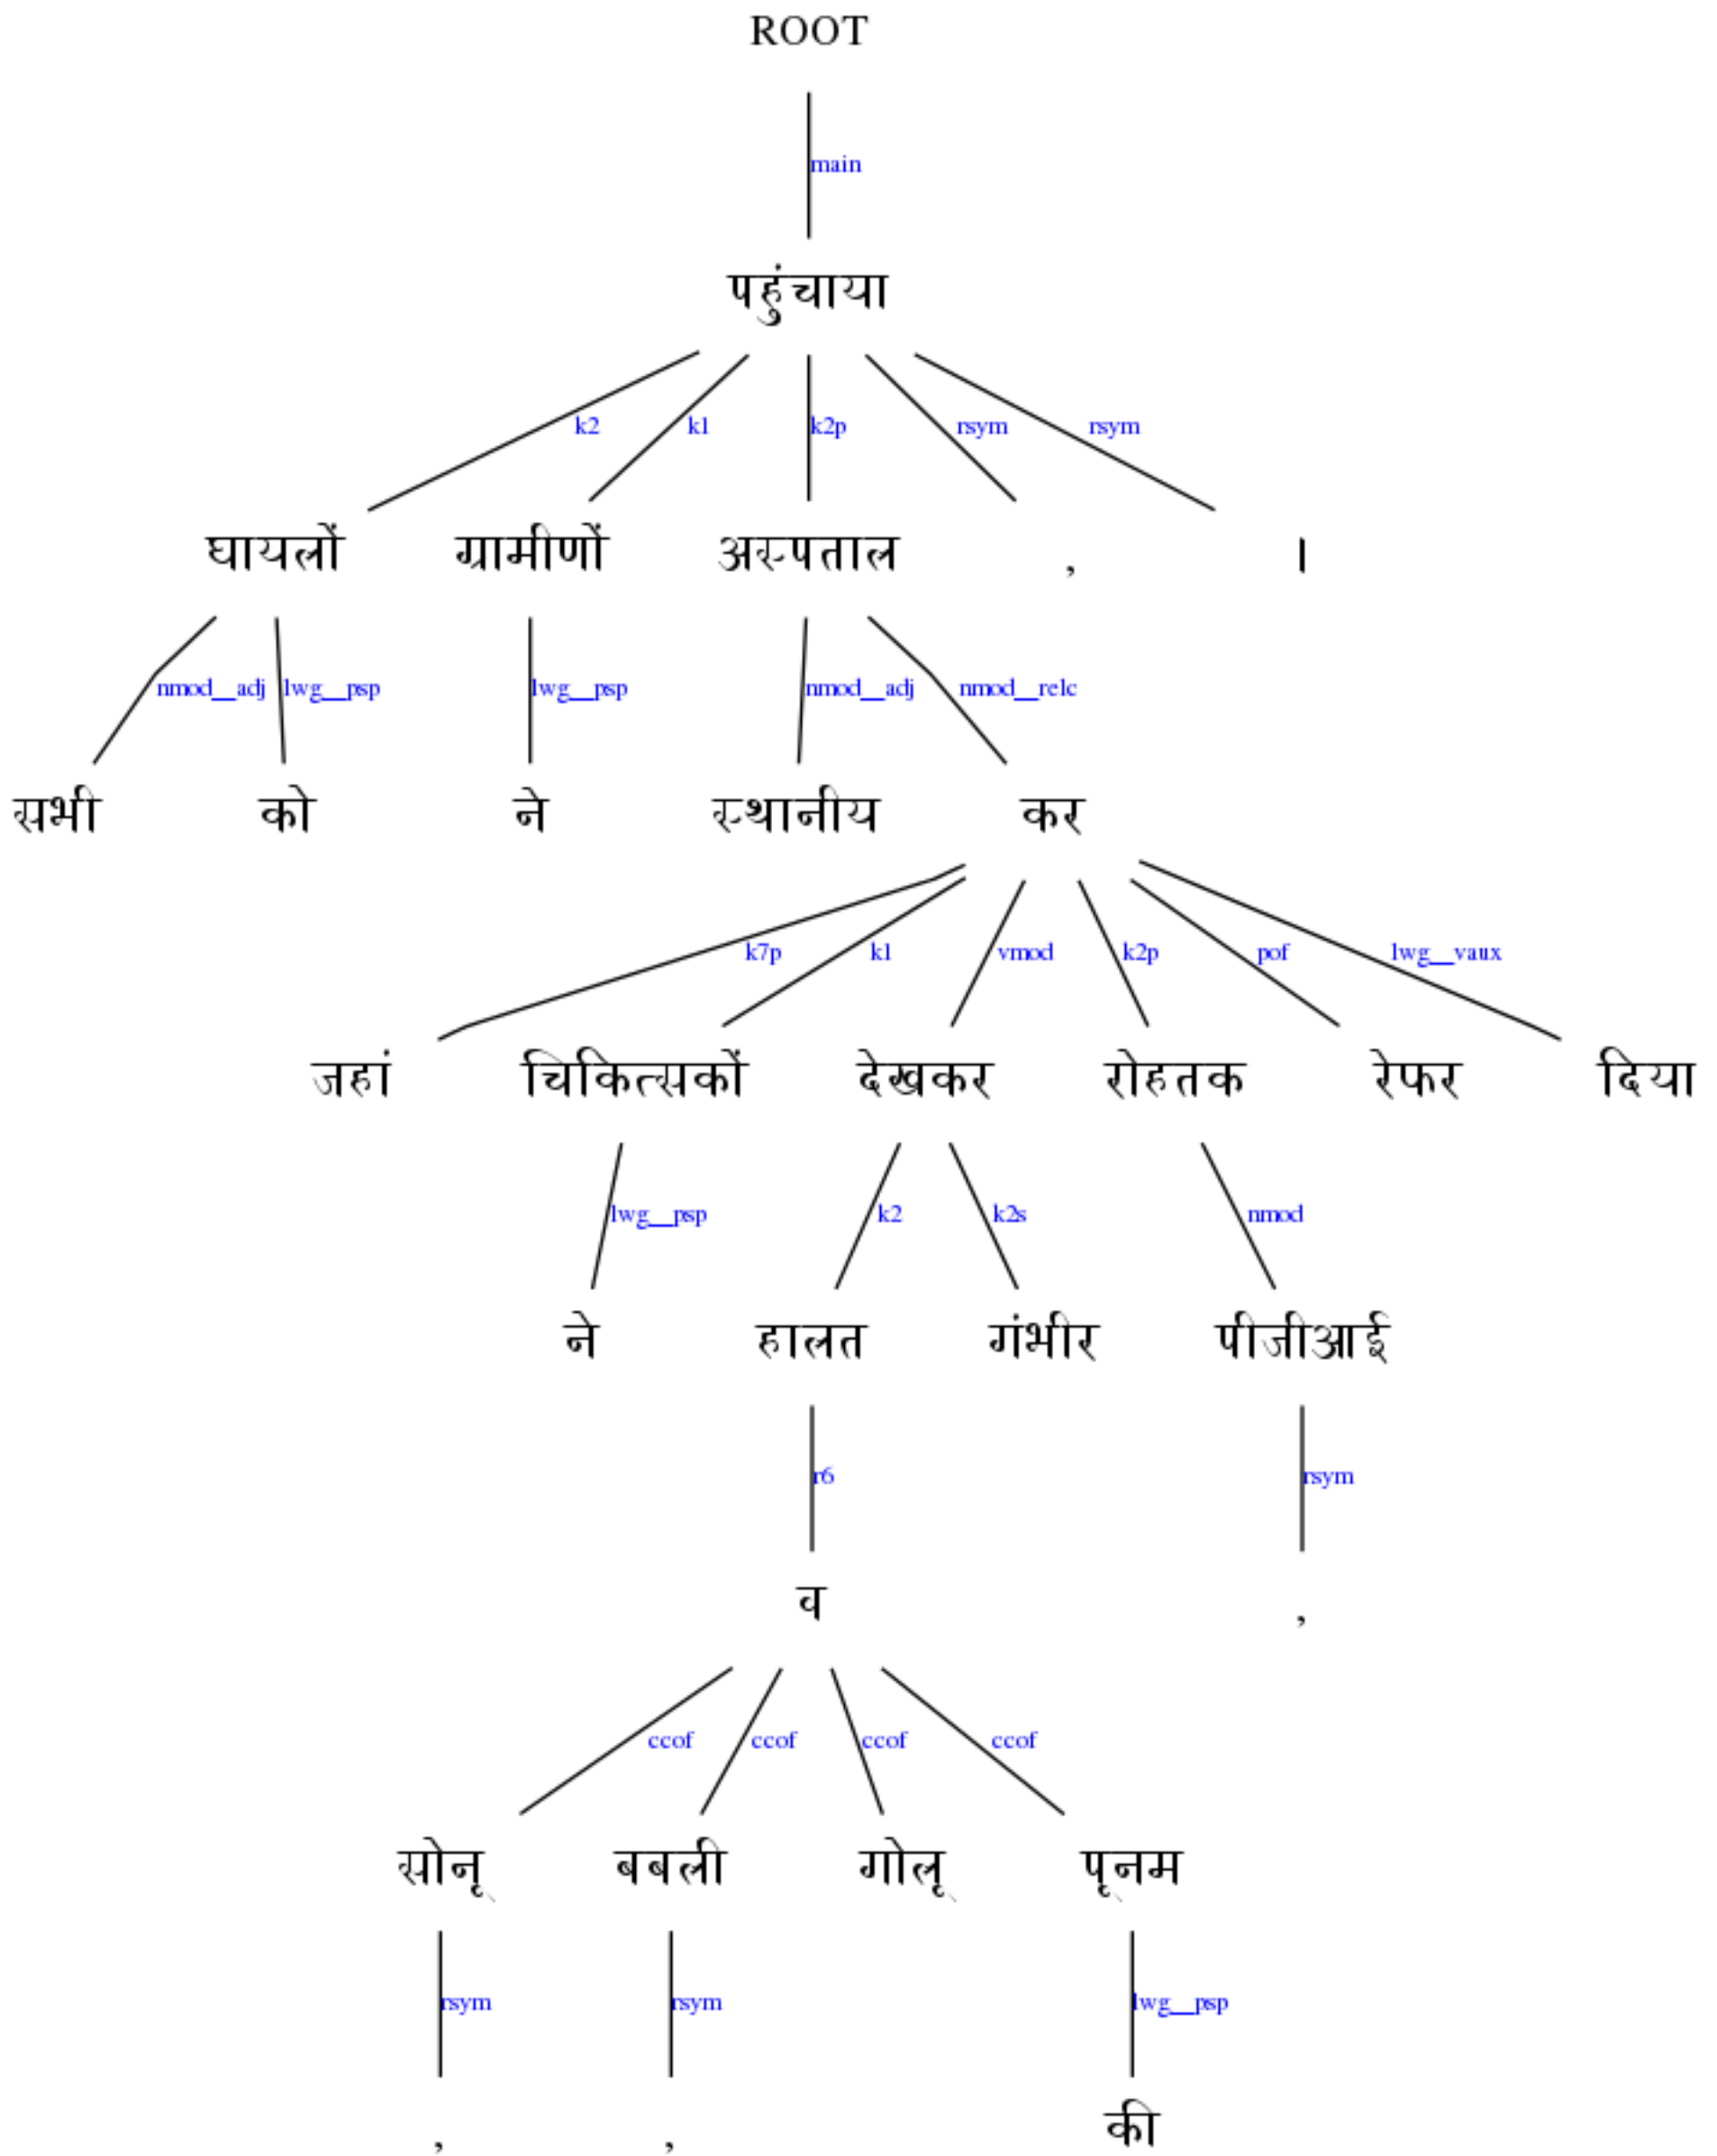 ROOT
main
पहुंचाया
k2 k1 k2p rsym rsym
घायलों ग्रामीणों अस्पताल , ।
nmod__adj lwg__psp lwg__psp nmod__adj nmod__relc
सभी को ने स्थानीय कर
k7p k1 vmod k2p pof lwg__vaux
जहां चिकित्सकों देखकर रोहतक रेफर दिया
lwg__psp k2 k2s nmod
ने हालत गंभीर पीजीआई
r6 rsym
व ,
ccof ccof ccof ccof
सोनू बबली गोलू पूनम
rsym rsym lwg__psp
, , की